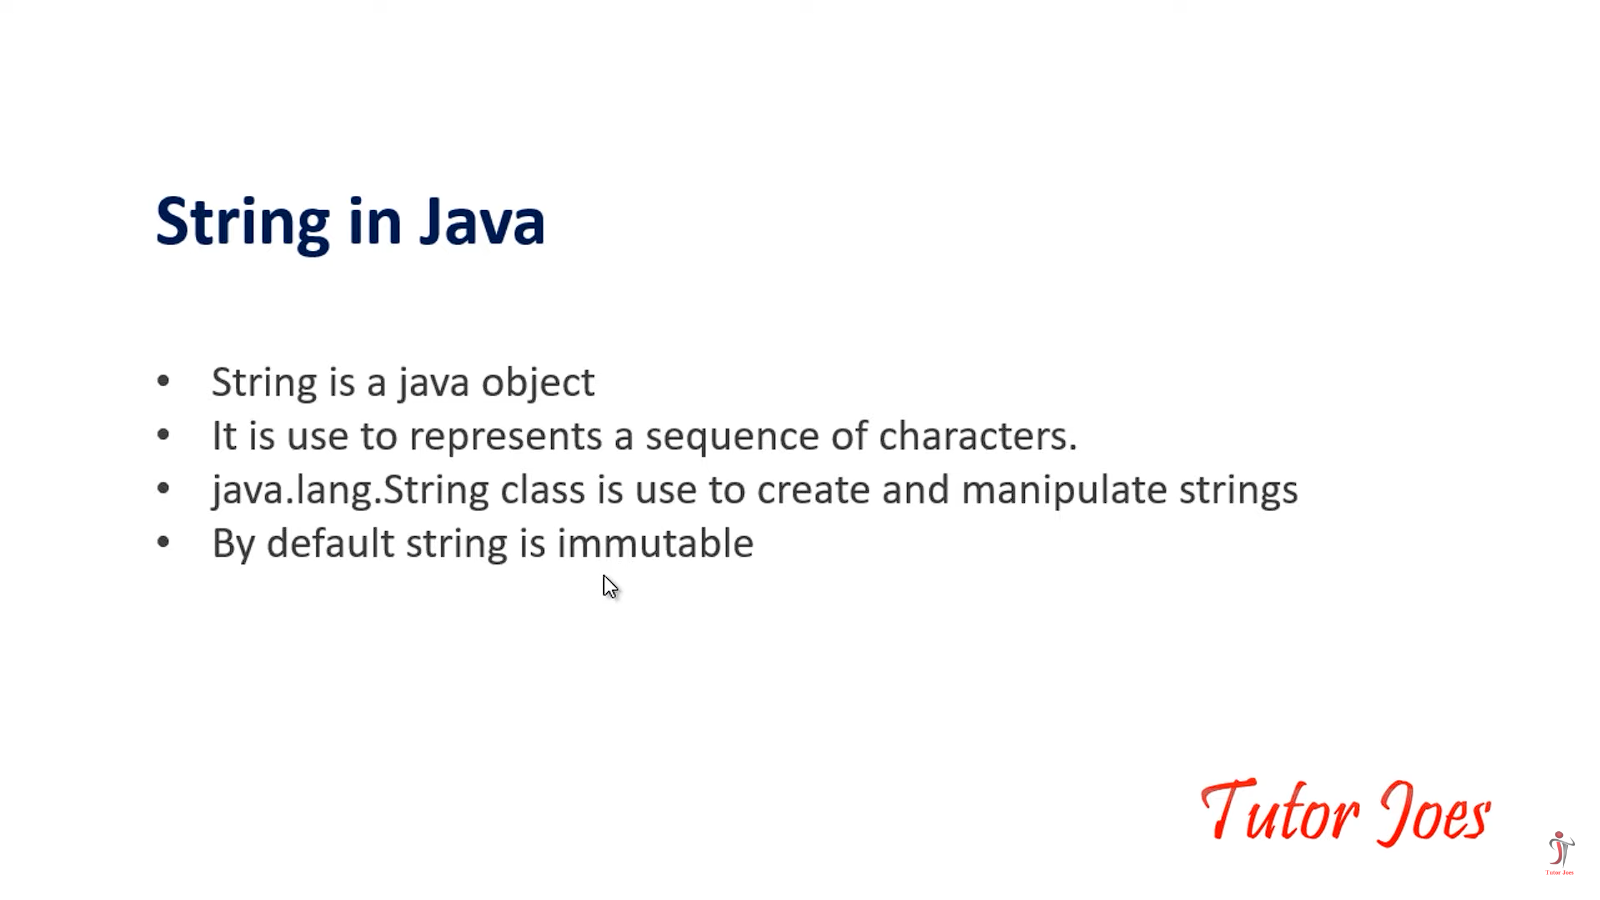 String in Java
• String is a java object
• It is use to represents a sequence of characters.
• java.lang.String class is use to create and manipulate strings
• By default string is immutable
Tutor Joes
Tutor Joes